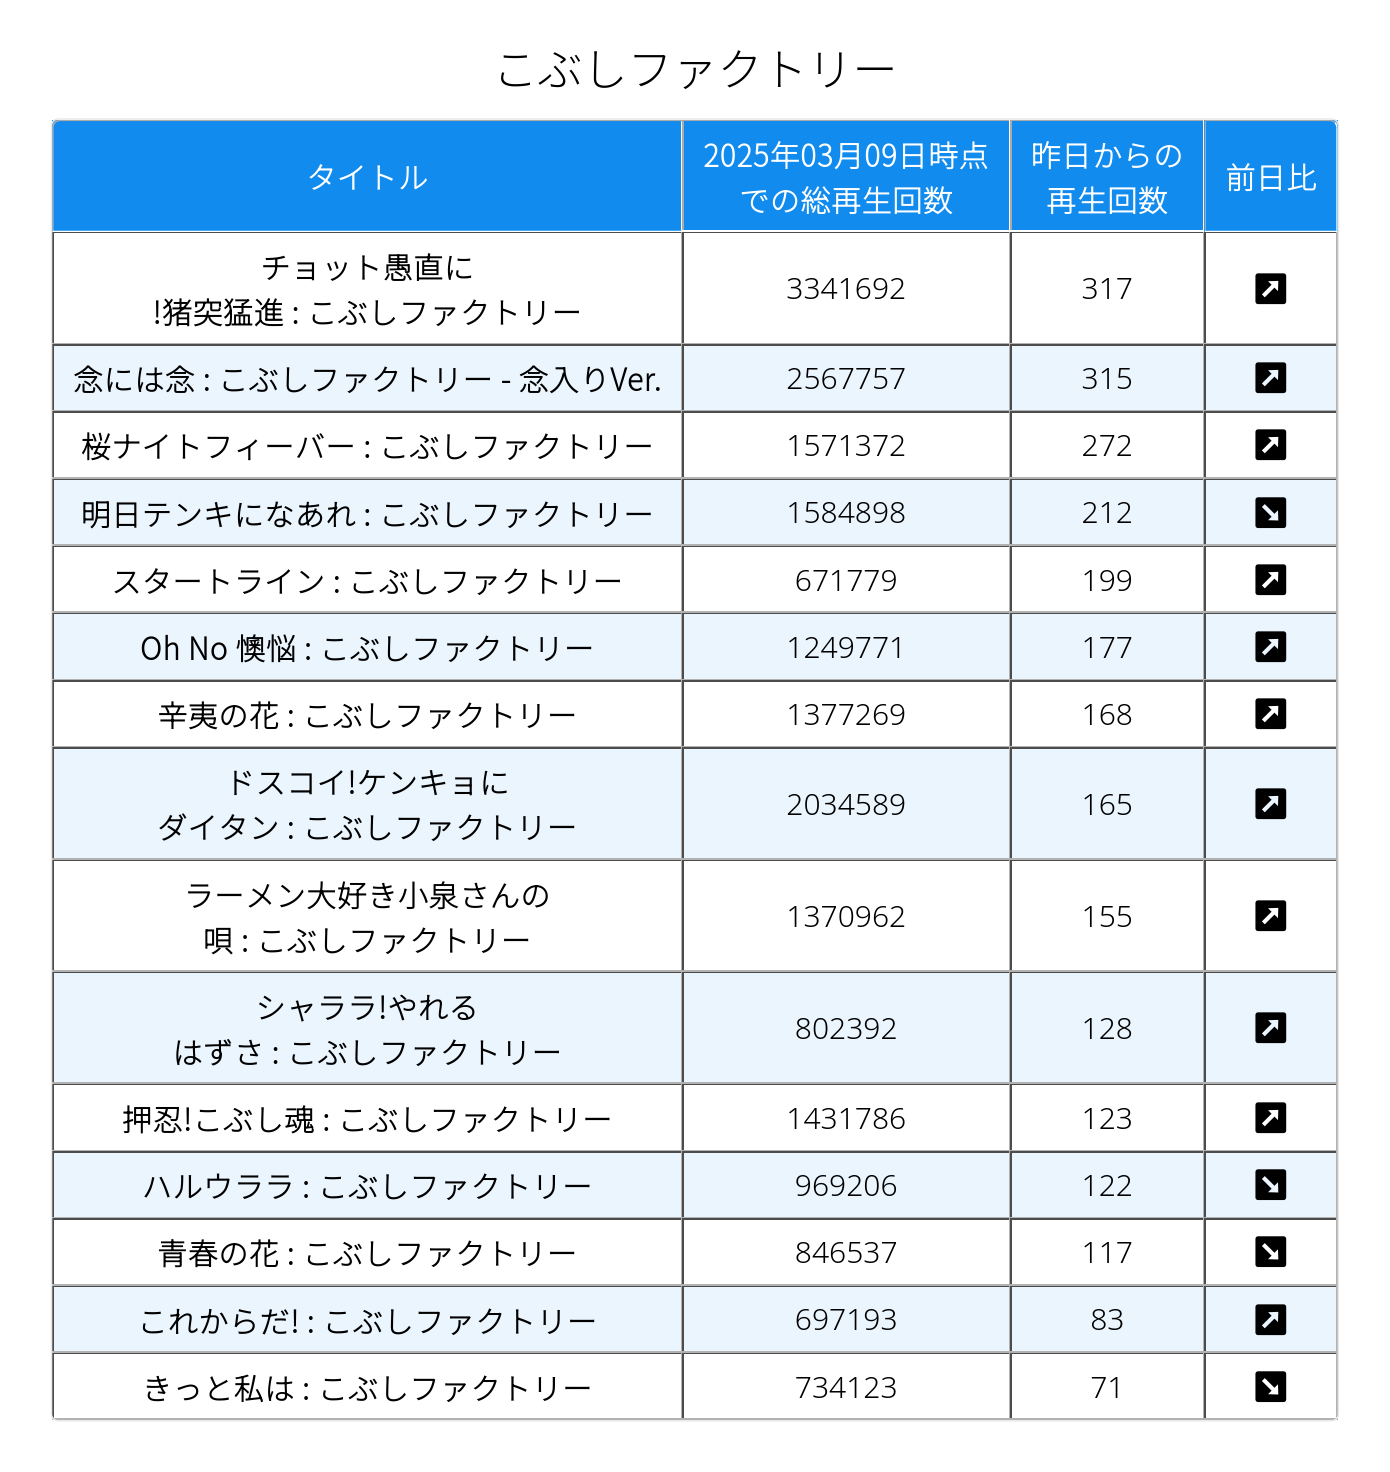 こぶしファクトリー
タイトル
2025年03月09日時点
での総再生回数
昨日からの
再生回数
前日比
チョット愚直に
!猪突猛進 : こぶしファクトリー
3341692
317
念には念 : こぶしファクトリー - 念入りVer.
2567757
315
桜ナイトフィーバー : こぶしファクトリー
1571372
272
明日テンキになあれ : こぶしファクトリー
1584898
212
スタートライン : こぶしファクトリー
671779
199
Oh No 懊悩 : こぶしファクトリー
1249771
177
辛夷の花 : こぶしファクトリー
1377269
168
ドスコイ!ケンキョに
ダイタン : こぶしファクトリー
2034589
165
ラーメン大好き小泉さんの
唄 : こぶしファクトリー
1370962
155
シャララ!やれる
はずさ : こぶしファクトリー
802392
128
押忍!こぶし魂 : こぶしファクトリー
1431786
123
ハルウララ : こぶしファクトリー
969206
122
青春の花 : こぶしファクトリー
846537
117
これからだ! : こぶしファクトリー
697193
83
きっと私は : こぶしファクトリー
734123
71